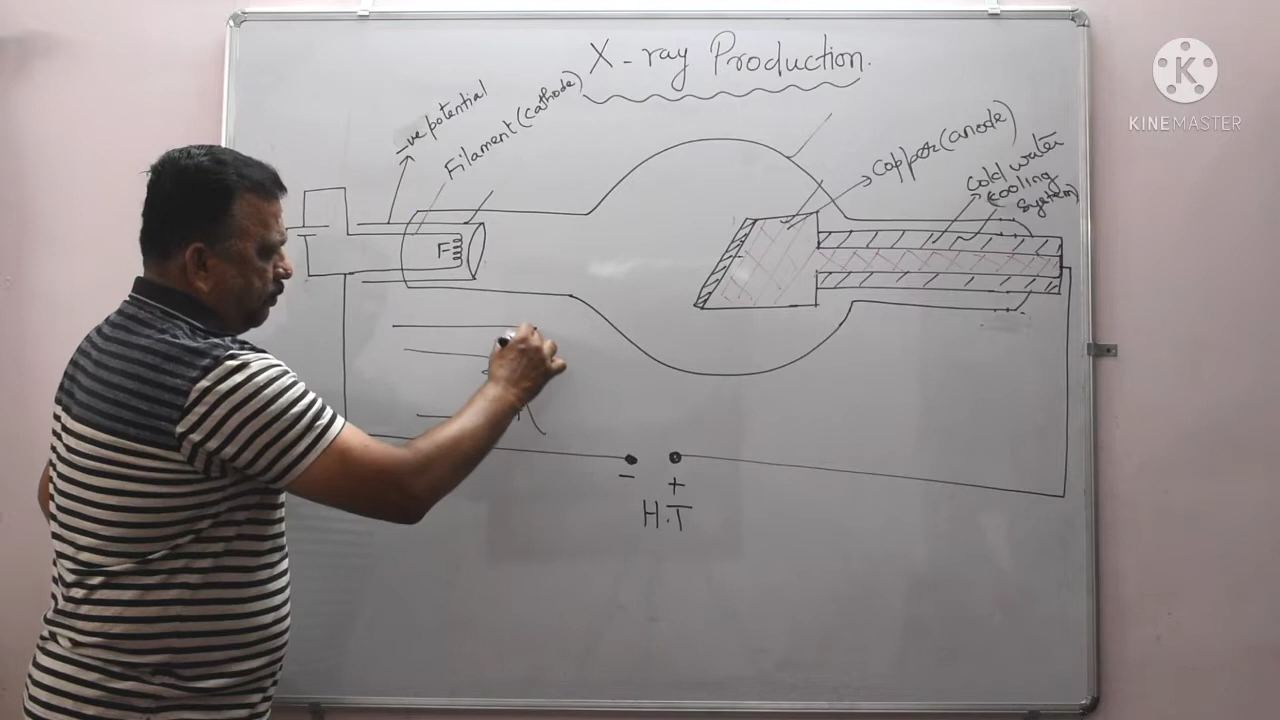 X-ray Production.
-ve potential
Filament (cathode)
copper (anode)
cold water
(cooling
system)
F
-
+
H.T
K
KINEMASTER